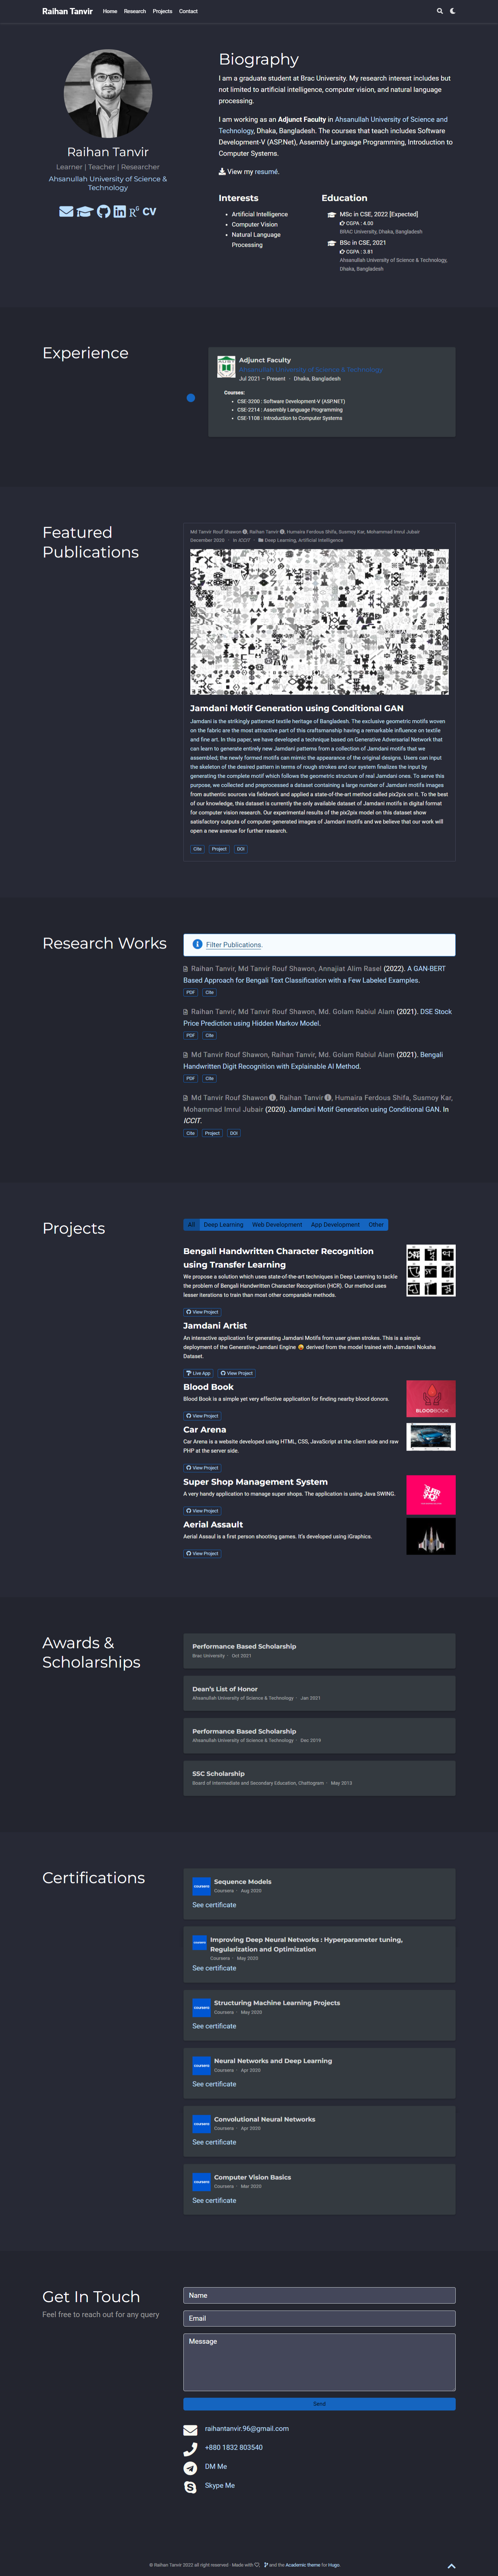 Raihan Tanvir
Home
Research
Projects
Contact
Raihan Tanvir
Learner | Teacher | Researcher
Ahsanullah University of Science &
Technology
CV
Biography
I am a graduate student at Brac University. My research interest includes but
not limited to artificial intelligence, computer vision, and natural language
processing.
I am working as an Adjunct Faculty in Ahsanullah University of Science and
Technology, Dhaka, Bangladesh. The courses that teach includes Software
Development-V (ASP.Net), Assembly Language Programming, Introduction to
Computer Systems.
View my resumé.
Interests
Artificial Intelligence
Computer Vision
Natural Language
Processing
Education
MSc in CSE, 2022 [Expected]
CGPA : 4.00
BRAC University, Dhaka, Bangladesh
BSc in CSE, 2021
CGPA : 3.81
Ahsanullah University of Science & Technology,
Dhaka, Bangladesh
Experience
Adjunct Faculty
Ahsanullah University of Science & Technology
Jul 2021 – Present · Dhaka, Bangladesh
Courses:
CSE-3200 : Software Development-V (ASP.NET)
CSE-2214 : Assembly Language Programming
CSE-1108 : Introduction to Computer Systems
Featured
Publications
Md Tanvir Rouf Shawon, Raihan Tanvir, Humaira Ferdous Shifa, Susmoy Kar, Mohammad Imrul Jubair
December 2020 · In ICCIT · Deep Learning, Artificial Intelligence
Jamdani Motif Generation using Conditional GAN
Jamdani is the strikingly patterned textile heritage of Bangladesh. The exclusive geometric motifs woven
on the fabric are the most attractive part of this craftsmanship having a remarkable influence on textile
and fine art. In this paper, we have developed a technique based on Generative Adversarial Network that
can learn to generate entirely new Jamdani patterns from a collection of Jamdani motifs that we
assembled; the newly formed motifs can mimic the appearance of the original designs. Users can input
the skeleton of the desired pattern in terms of rough strokes and our system finalizes the input by
generating the complete motif which follows the geometric structure of real Jamdani ones. To serve this
purpose, we collected and preprocessed a dataset containing a large number of Jamdani motifs images
from authentic sources via fieldwork and applied a state-of-the-art method called pix2pix on it. To the best
of our knowledge, this dataset is currently the only available dataset of Jamdani motifs in digital format
for computer vision research. Our experimental results of the pix2pix model on this dataset show
satisfactory outputs of computer-generated images of Jamdani motifs and we believe that our work will
open a new avenue for further research.
Cite
Project
DOI
Research Works
Filter Publications.
Raihan Tanvir, Md Tanvir Rouf Shawon, Annajiat Alim Rasel (2022). A GAN-BERT
Based Approach for Bengali Text Classification with a Few Labeled Examples.
PDF
Cite
Raihan Tanvir, Md Tanvir Rouf Shawon, Md. Golam Rabiul Alam (2021). DSE Stock
Price Prediction using Hidden Markov Model.
PDF
Cite
Md Tanvir Rouf Shawon, Raihan Tanvir, Md. Golam Rabiul Alam (2021). Bengali
Handwritten Digit Recognition with Explainable AI Method.
PDF
Cite
Md Tanvir Rouf Shawon, Raihan Tanvir, Humaira Ferdous Shifa, Susmoy Kar,
Mohammad Imrul Jubair (2020). Jamdani Motif Generation using Conditional GAN. In
ICCIT.
Cite
Project
DOI
Projects
All
Deep Learning
Web Development
App Development
Other
Bengali Handwritten Character Recognition
using Transfer Learning
We propose a solution which uses state-of-the-art techniques in Deep Learning to tackle
the problem of Bengali Handwritten Character Recognition (HCR). Our method uses
lesser iterations to train than most other comparable methods.
View Project
Jamdani Artist
An interactive application for generating Jamdani Motifs from user given strokes. This is a simple
deployment of the Generative-Jamdani Engine 😀 derived from the model trained with Jamdani Noksha
Dataset.
Live App
View Project
Blood Book
Blood Book is a simple yet very effective application for finding nearby blood donors.
View Project
BLOODBOOK
Car Arena
Car Arena is a website developed using HTML, CSS, JavaScript at the client side and raw
PHP at the server side.
View Project
Super Shop Management System
A very handy application to manage super shops. The application is using Java SWING.
View Project
Aerial Assault
Aerial Assaul is a first person shooting games. It's developed using iGraphics.
View Project
Awards &
Scholarships
Performance Based Scholarship
Brac University · Oct 2021
Dean's List of Honor
Ahsanullah University of Science & Technology · Jan 2021
Performance Based Scholarship
Ahsanullah University of Science & Technology · Dec 2019
SSC Scholarship
Board of Intermediate and Secondary Education, Chattogram · May 2013
Certifications
coursera
Sequence Models
Coursera · Aug 2020
See certificate
coursera
Improving Deep Neural Networks : Hyperparameter tuning,
Regularization and Optimization
Coursera · May 2020
See certificate
coursera
Structuring Machine Learning Projects
Coursera · May 2020
See certificate
coursera
Neural Networks and Deep Learning
Coursera · Apr 2020
See certificate
coursera
Convolutional Neural Networks
Coursera · Apr 2020
See certificate
coursera
Computer Vision Basics
Coursera · Mar 2020
See certificate
Get In Touch
Feel free to reach out for any query
Name
Email
Message
Send
raihantanvir.96@gmail.com
+880 1832 803540
DM Me
Skype Me
© Raihan Tanvir 2022 all right reserved · Made with and the Academic theme for Hugo.